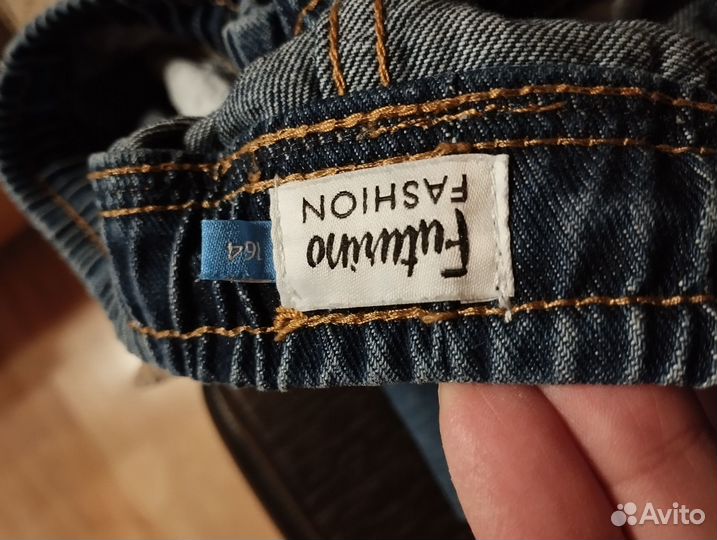 Futurino
FASHION
164
Avito